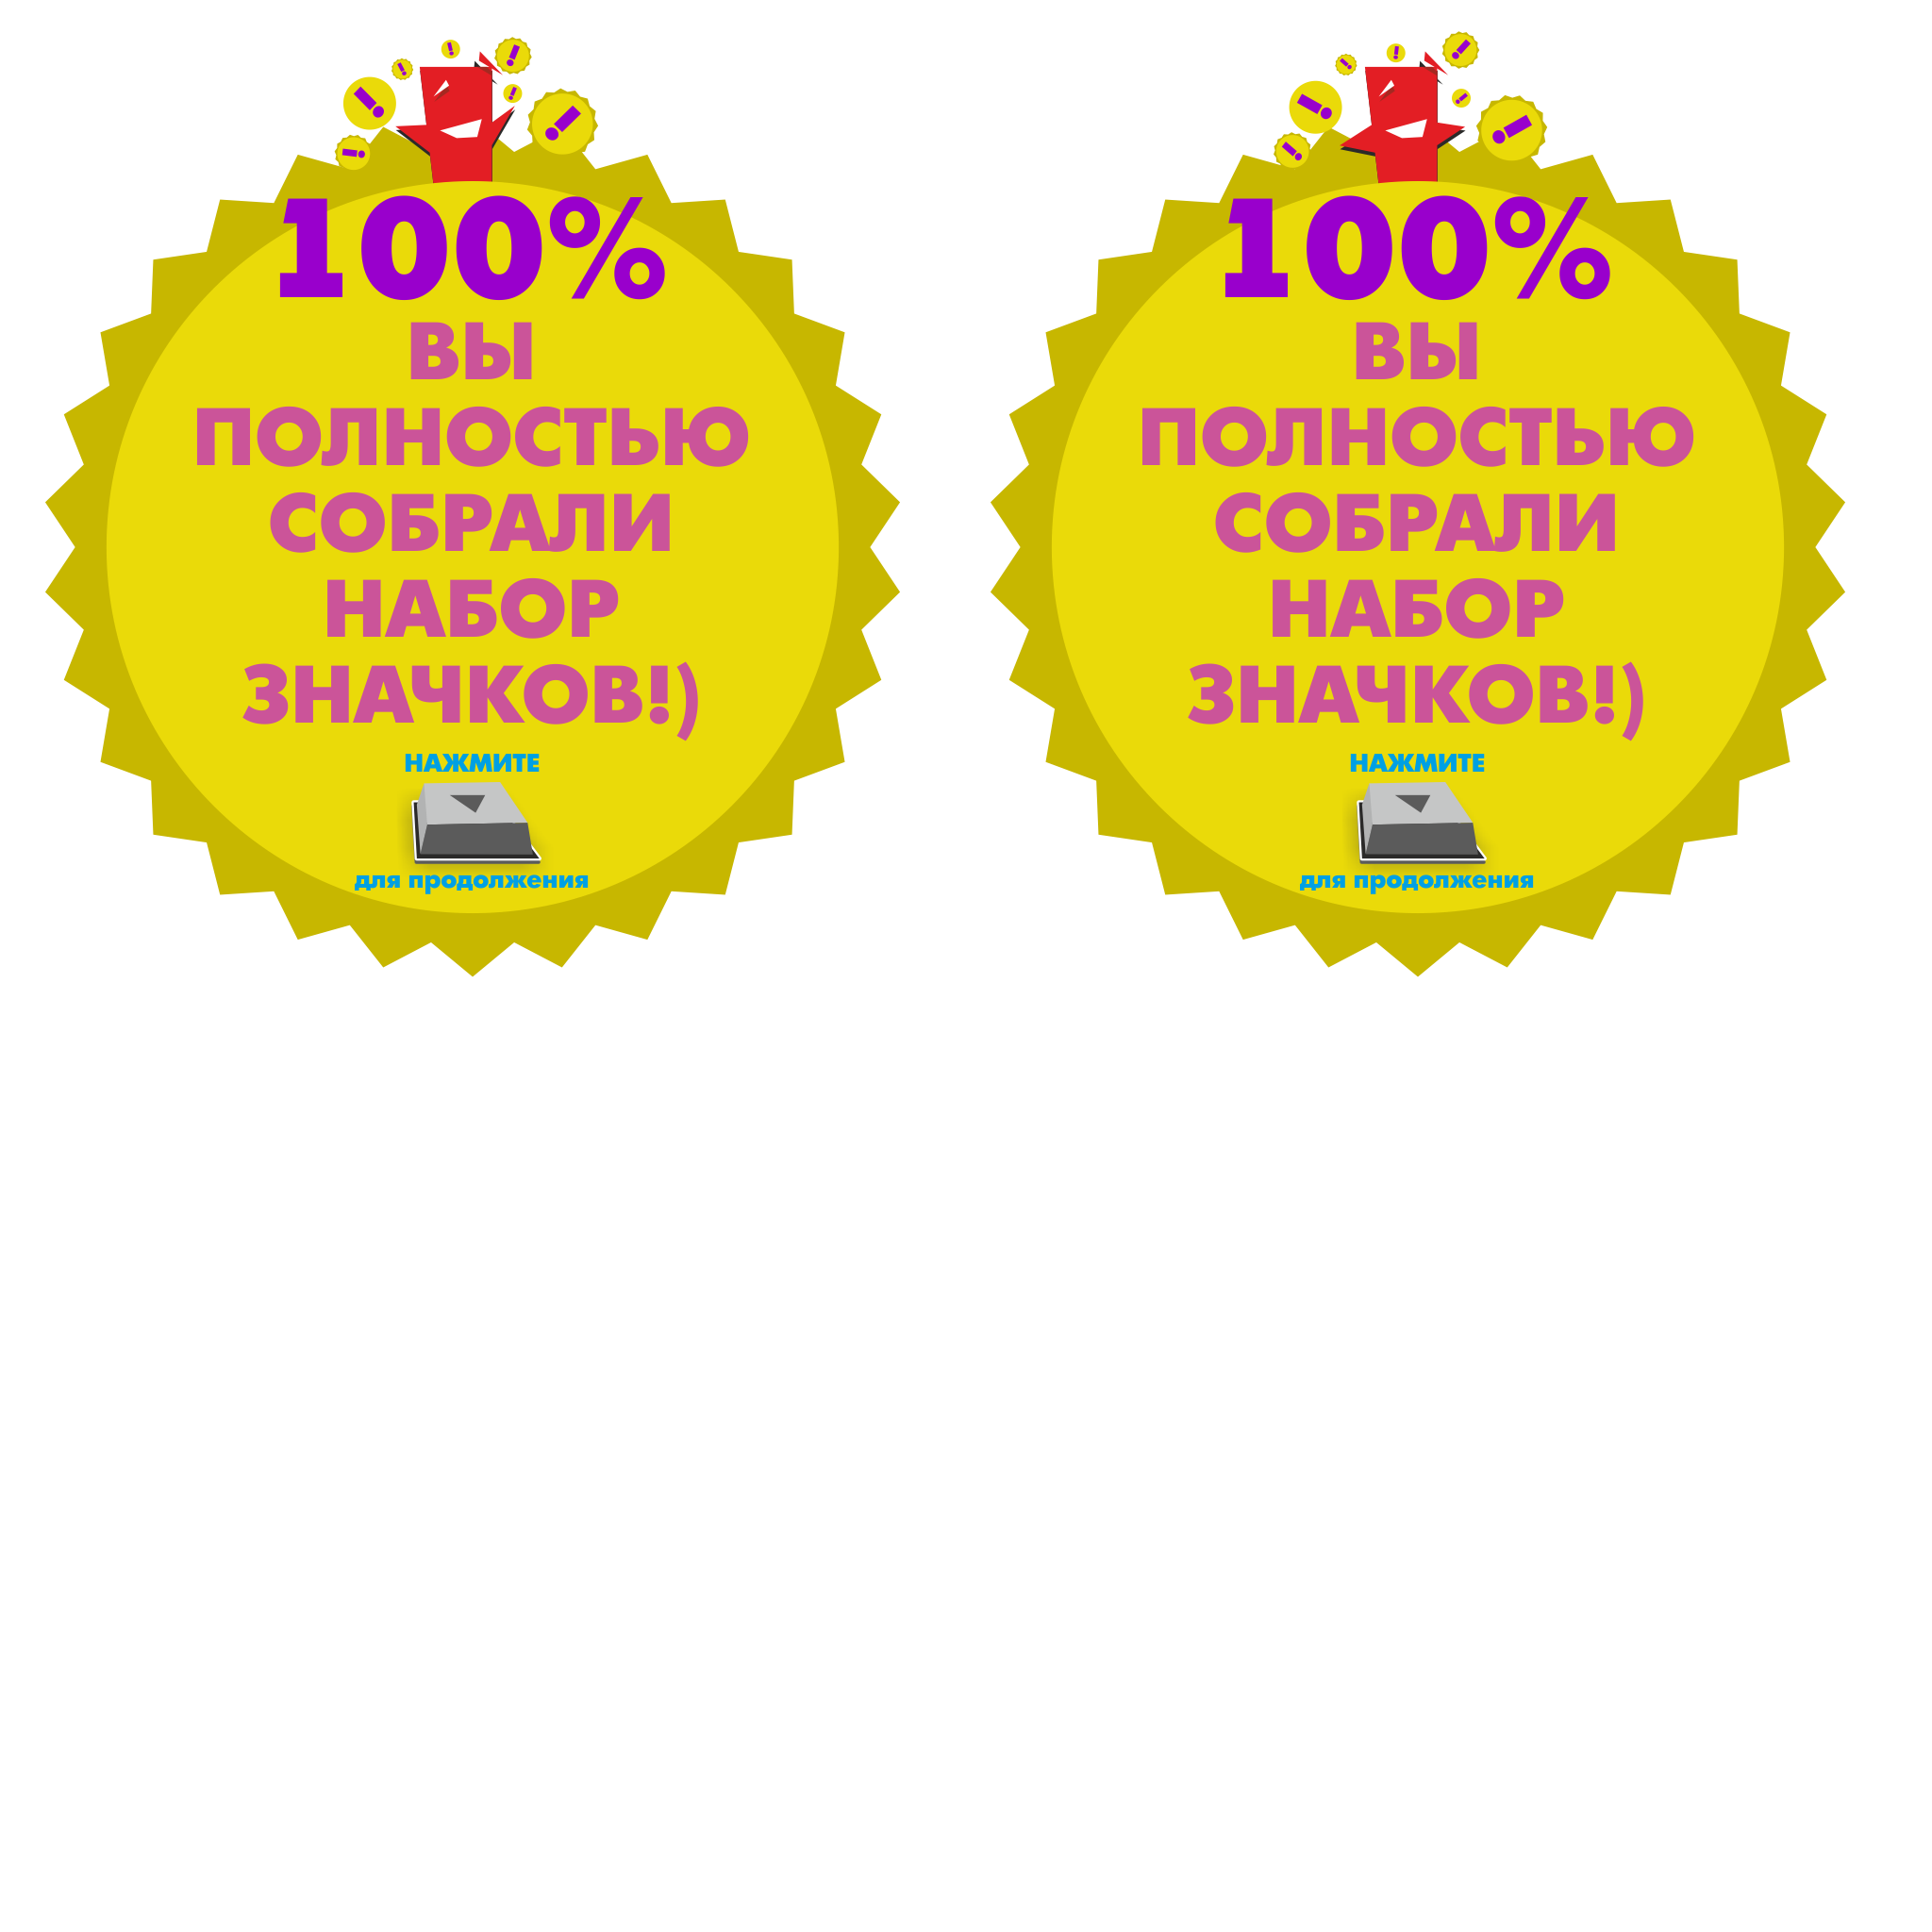 100%
ВЫ
ПОЛНОСТЬЮ
СОБРАЛИ
НАБОР
ЗНАЧКОВ!)
НАЖМИТЕ
для продолжения
100%
ВЫ
ПОЛНОСТЬЮ
СОБРАЛИ
НАБОР
ЗНАЧКОВ!)
НАЖМИТЕ
для продолжения